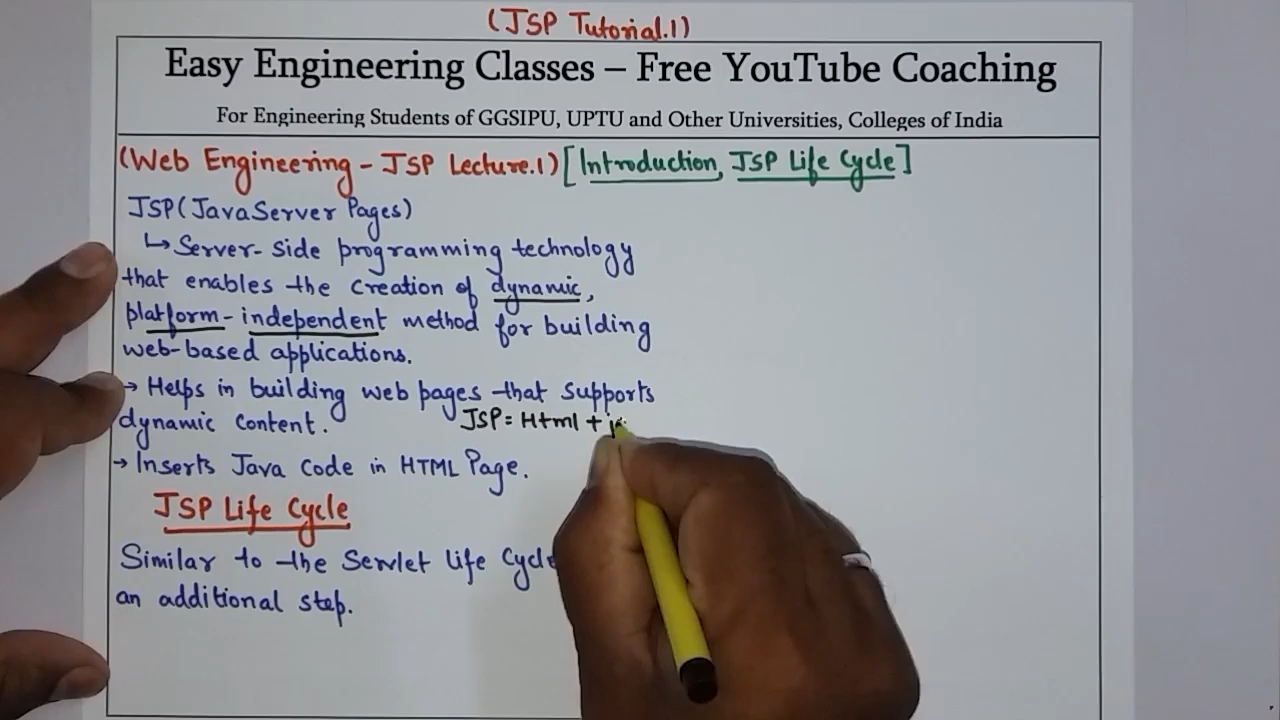 (JSP Tutorial.1)
Easy Engineering Classes – Free YouTube Coaching
For Engineering Students of GGSIPU, UPTU and Other Universities, Colleges of India
(Web Engineering - JSP Lecture.1) [Introduction, JSP Life Cycle]
JSP(JavaServer Pages)
↳ Server-side programming technology
that enables the creation of dynamic,
platform-independent method for building
web-based applications.
→ Helps in building web pages that supports
dynamic content.
JSP = Html +
→ Inserts Java code in HTML Page.
JSP Life Cycle
Similar to the Servlet life Cycle
an additional step.